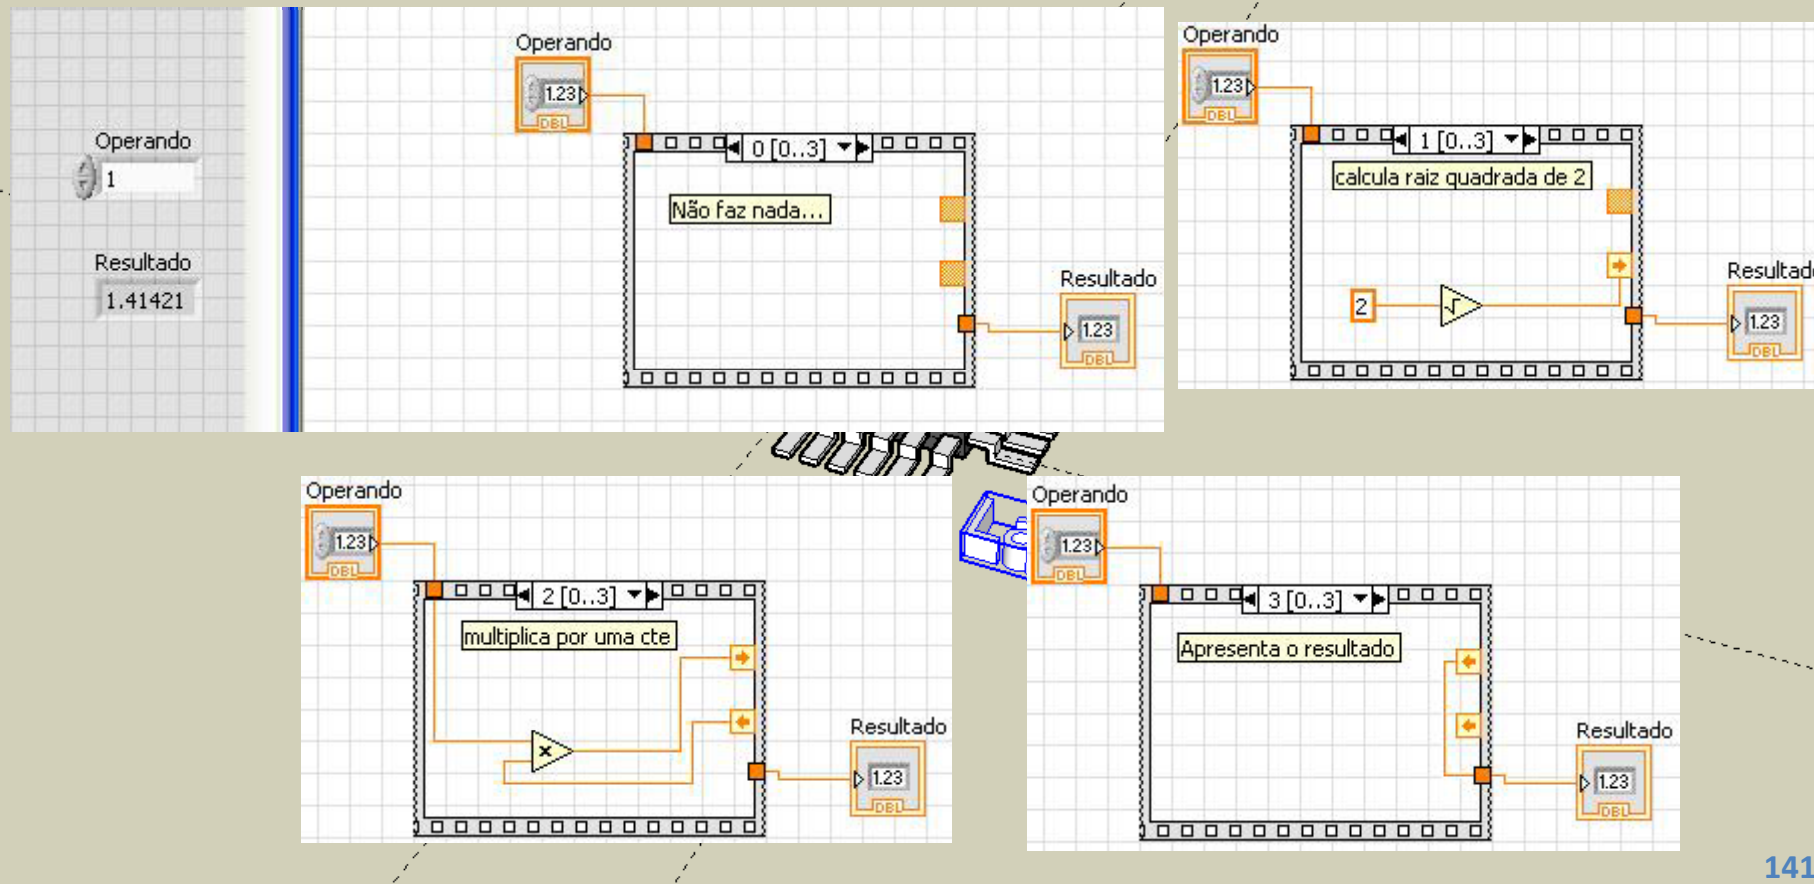 Operando
1
Resultado
1.41421
Operando
1.23
DBL
0 [0..3]
Não faz nada...
Resultado
1.23
DBL
Operando
1.23
DBL
1 [0..3]
calcula raiz quadrada de 2
2
√
Resultado
1.23
DBL
Operando
1.23
DBL
2 [0..3]
multiplica por uma cte
x
Resultado
1.23
DBL
Operando
1.23
DBL
3 [0..3]
Apresenta o resultado
Resultado
1.23
DBL
141